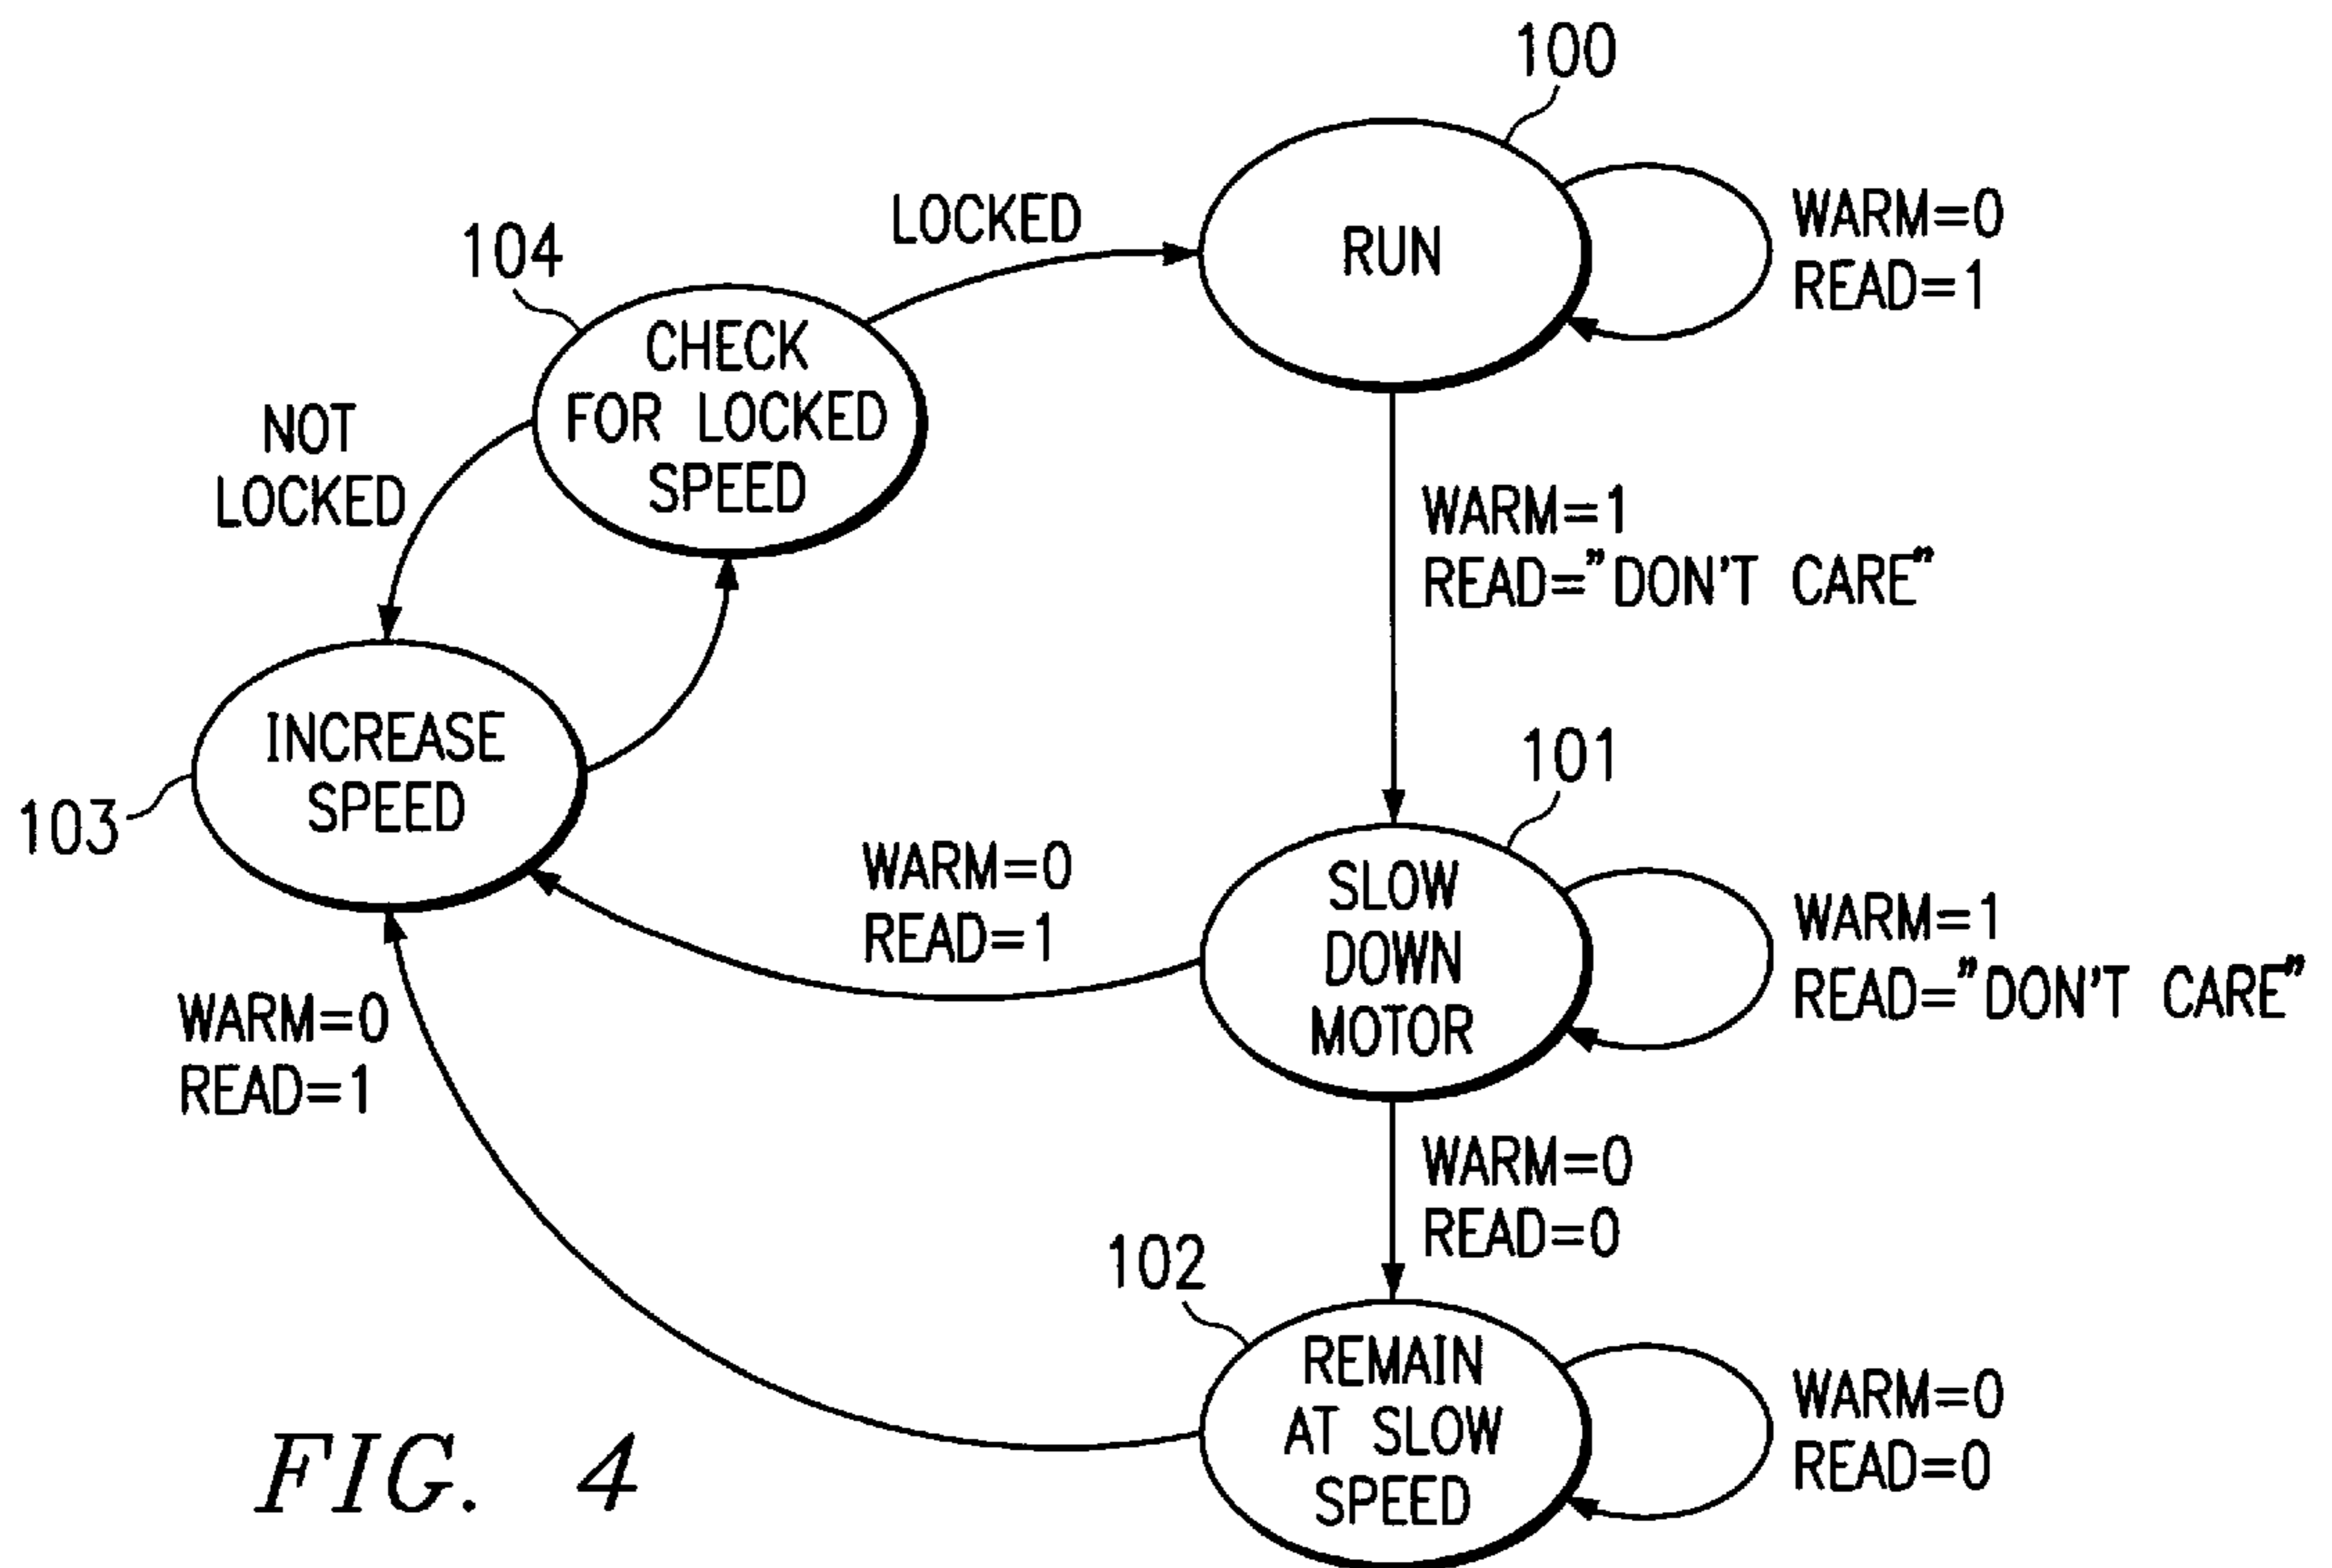 100
RUN
WARM=0
READ=1
LOCKED
104
CHECK
FOR LOCKED
SPEED
NOT
LOCKED
WARM=1
READ="DON'T CARE"
INCREASE
SPEED
103
101
SLOW
DOWN
MOTOR
WARM=0
READ=1
WARM=1
READ="DON'T CARE"
WARM=0
READ=1
WARM=0
READ=0
102
REMAIN
AT SLOW
SPEED
WARM=0
READ=0
FIG. 4